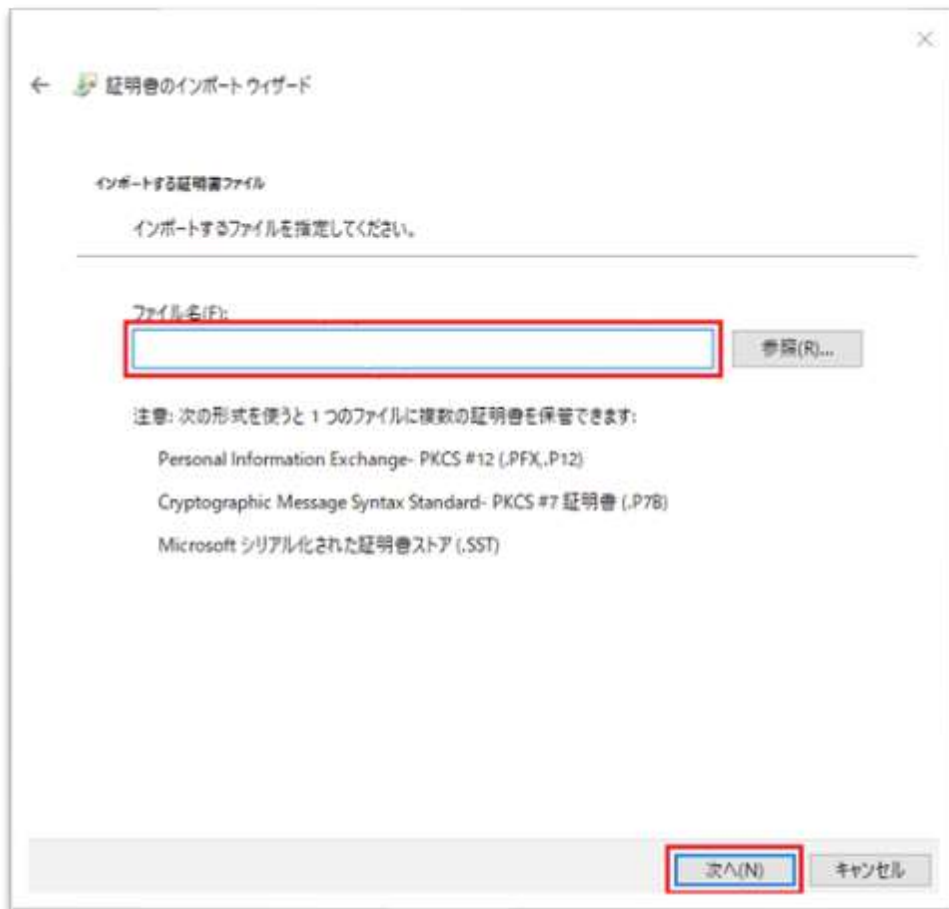 証明書のインポート ウィザード
インポートする証明書ファイル
インポートするファイルを指定してください。
ファイル名(F):
参照(R)...
注意: 次の形式を使うと 1 つのファイルに複数の証明書を保管できます:
Personal Information Exchange- PKCS #12 (.PFX,.P12)
Cryptographic Message Syntax Standard- PKCS #7 証明書 (.P7B)
Microsoft シリアル化された証明書ストア (.SST)
次へ(N)
キャンセル